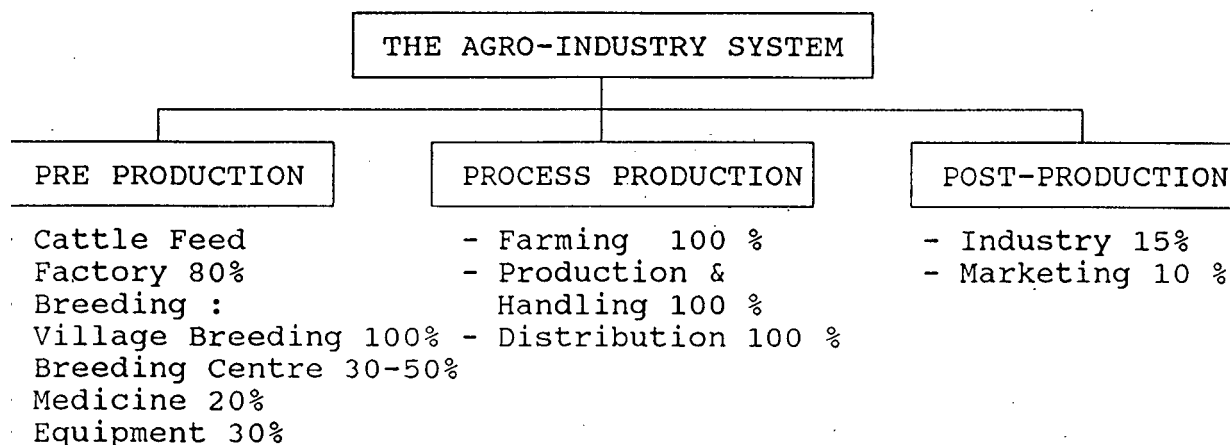 THE AGRO-INDUSTRY SYSTEM
PRE PRODUCTION
Cattle Feed
Factory 80%
Breeding :
Village Breeding 100%
Breeding Centre 30-50%
Medicine 20%
Equipment 30%
PROCESS PRODUCTION
- Farming 100 %
- Production &
Handling 100 %
- Distribution 100 %
POST-PRODUCTION
- Industry 15%
- Marketing 10 %